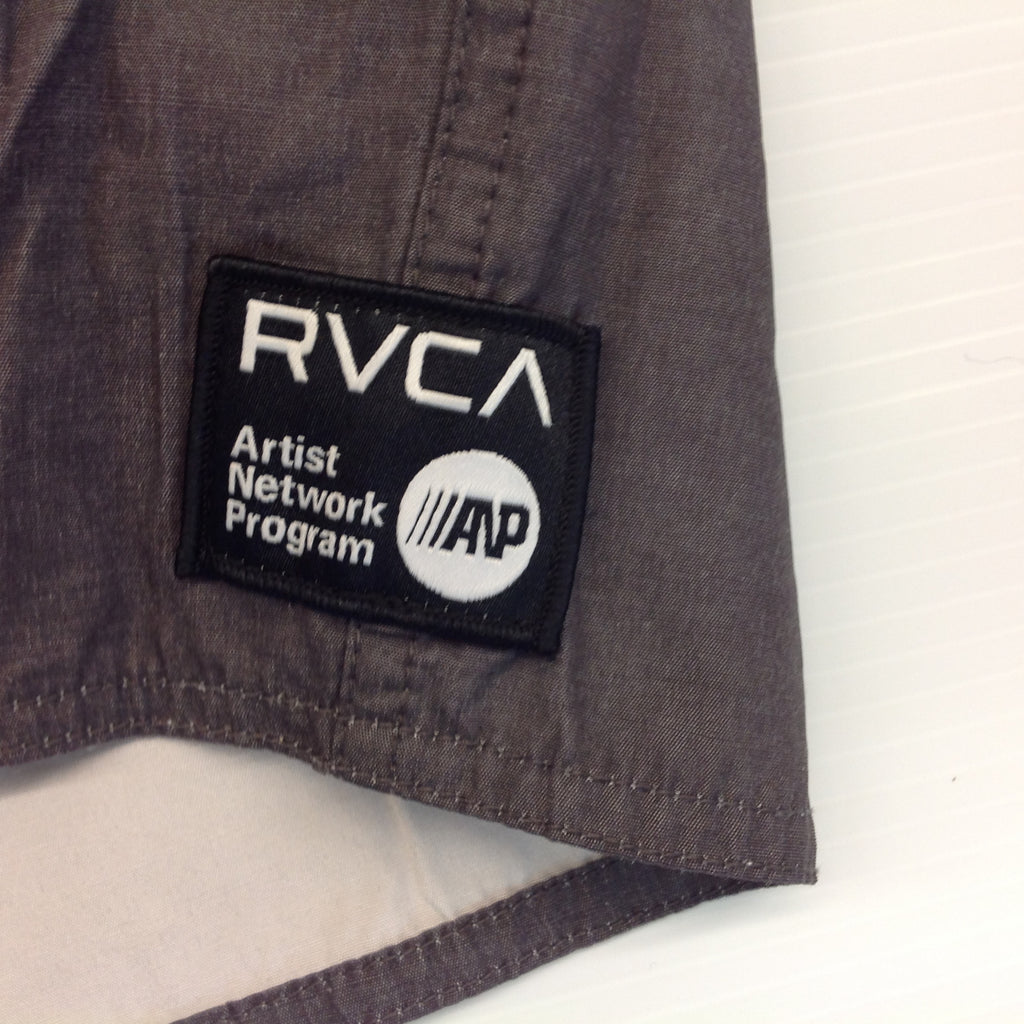 RVCA
Artist
Network
Program
ANP